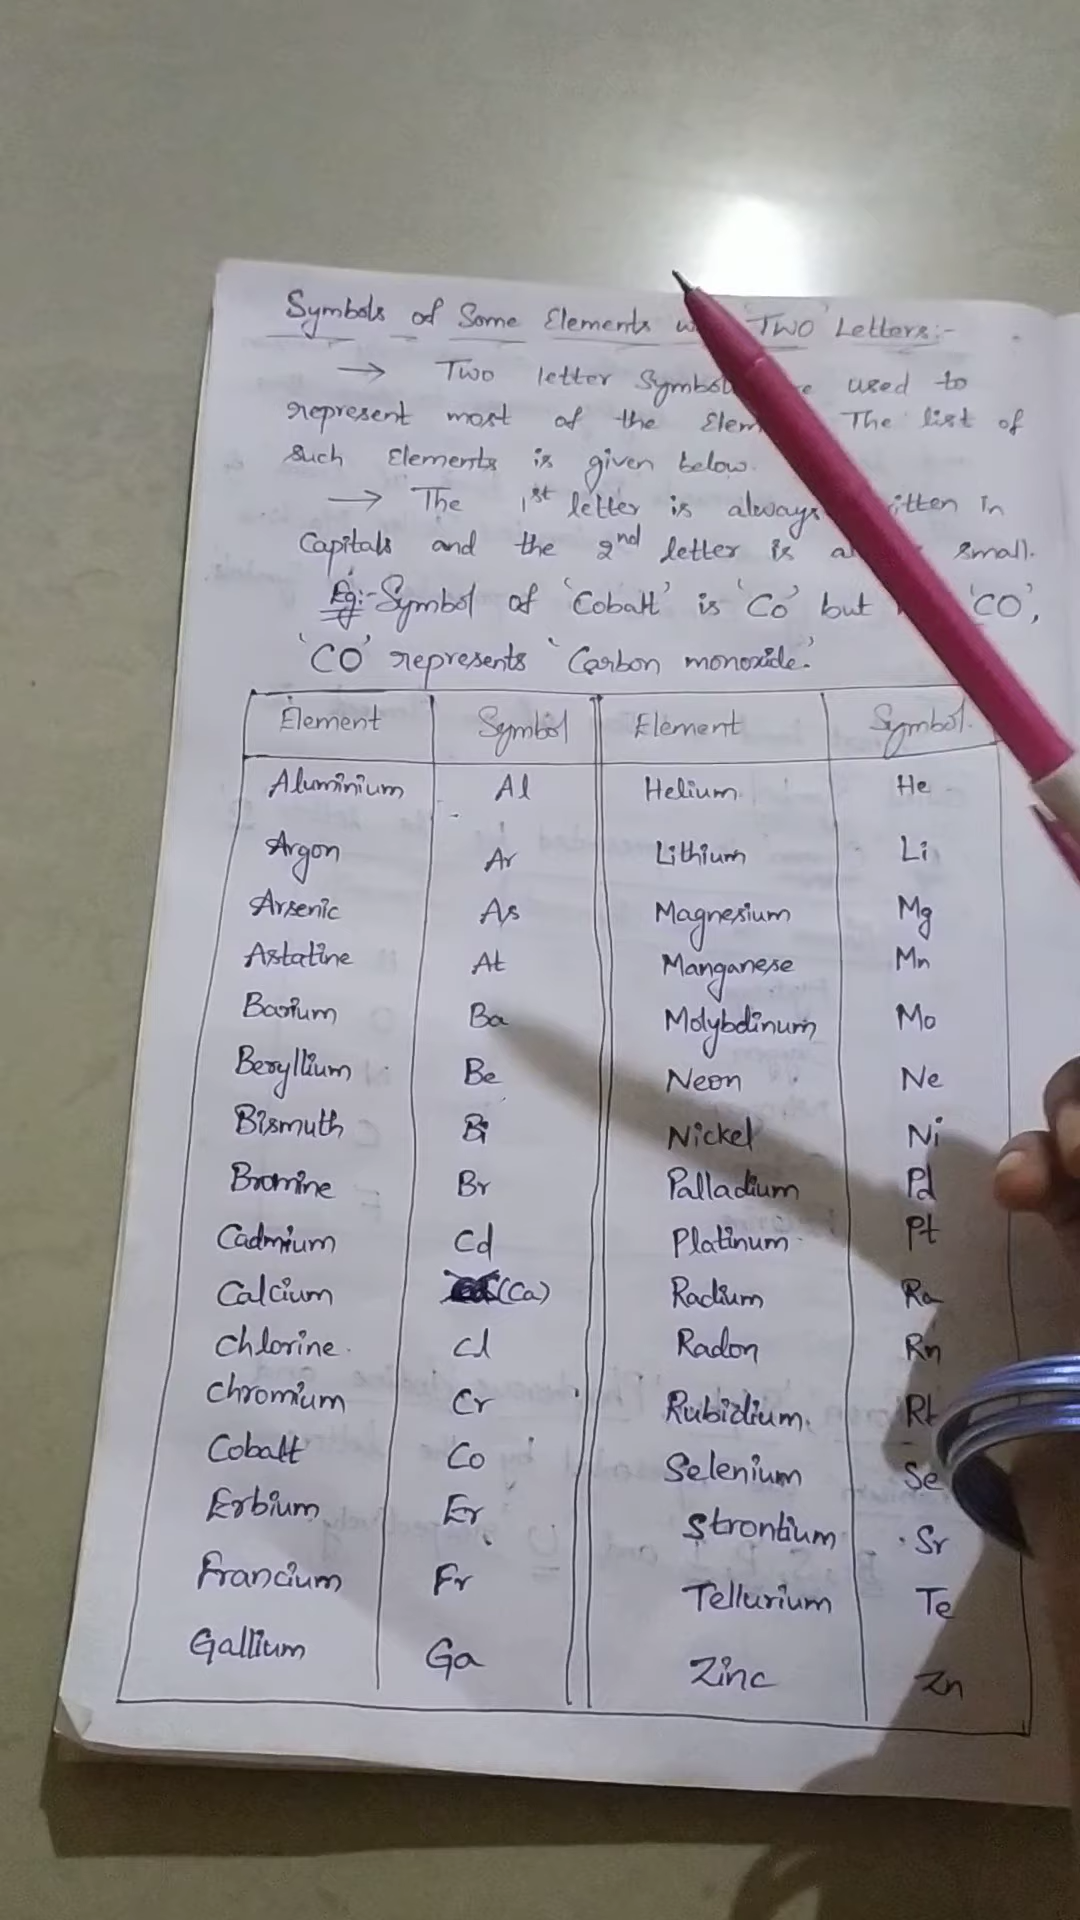 Symbols of Some Elements 'TWO' Letters:-
→ Two letter Symbol used to
represent most of the Elem The list of
such Elements is given below.
→ The 1st letter is always itten in
Capitals and the 2nd letter is small.
Eg:- Symbol of 'Cobalt' is 'Co' but 'CO',
'CO' represents 'Carbon monoxide.'
Element Symbol Element Symbol.
Aluminium Al Helium He
Argon Ar Lithium Li
Arsenic As Magnesium Mg
Astatine At Manganese Mn
Barium Ba Molybdinum Mo
Beryllium Be Neon Ne
Bismuth Bi Nickel Ni
Bromine Br Palladium Pd
Cadmium Cd Platinum Pt
Calcium (Ca) Radium Ra
Chlorine Cl Radon Rn
Chromium Cr Rubidium
Cobalt Co Selenium Se
Erbium Er Strontium Sr
Francium Fr Tellurium Te
Gallium Ga Zinc Zn